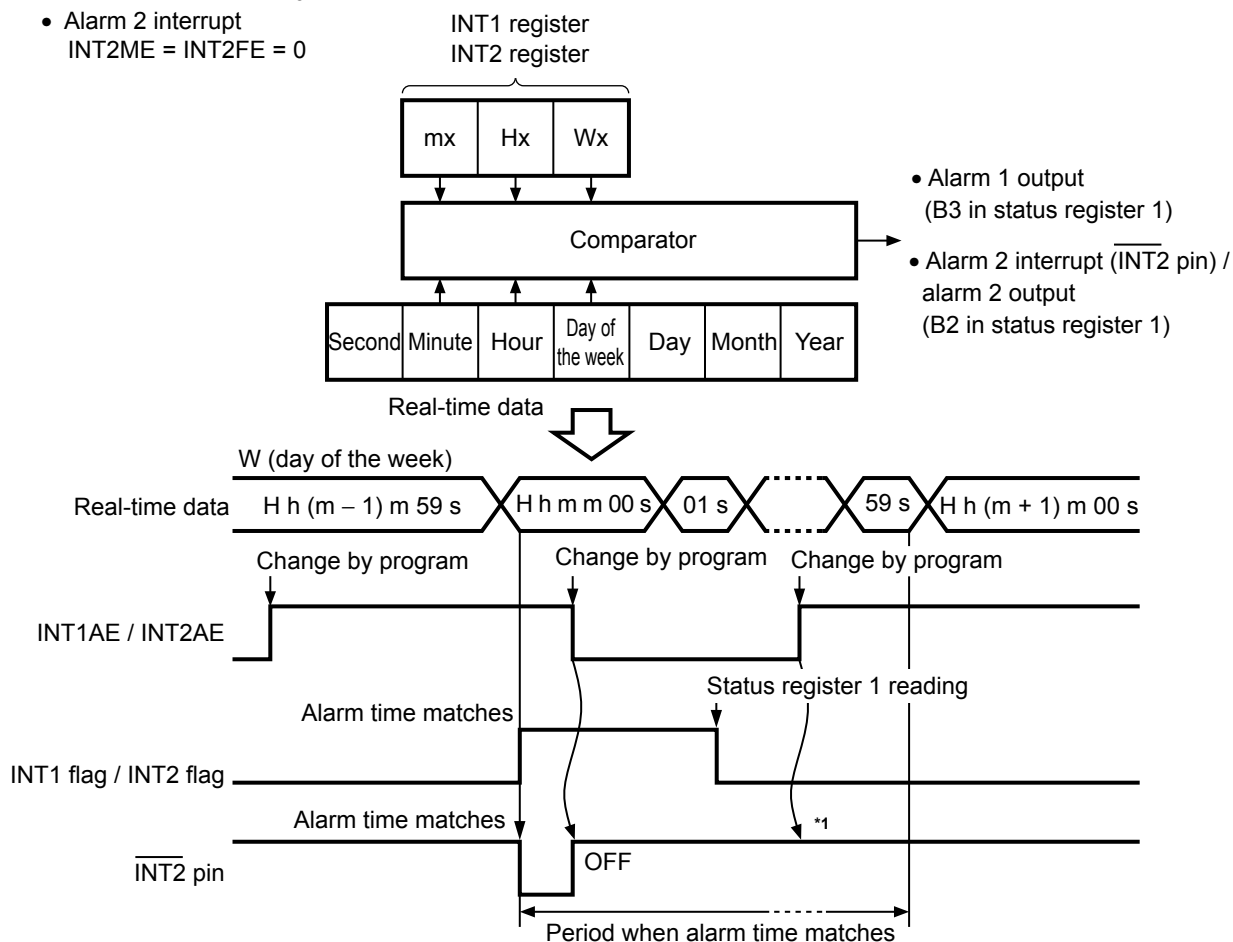 • Alarm 2 interrupt
INT2ME = INT2FE = 0
INT1 register
INT2 register
mx Hx Wx
Comparator
• Alarm 1 output
(B3 in status register 1)
• Alarm 2 interrupt (INT2 pin) /
alarm 2 output
(B2 in status register 1)
Second Minute Hour Day of
the week Day Month Year
Real-time data
W (day of the week)
Real-time data H h (m − 1) m 59 s H h m m 00 s 01 s 59 s H h (m + 1) m 00 s
Change by program Change by program Change by program
INT1AE / INT2AE
Status register 1 reading
Alarm time matches
INT1 flag / INT2 flag
Alarm time matches *1
INT2 pin OFF
Period when alarm time matches